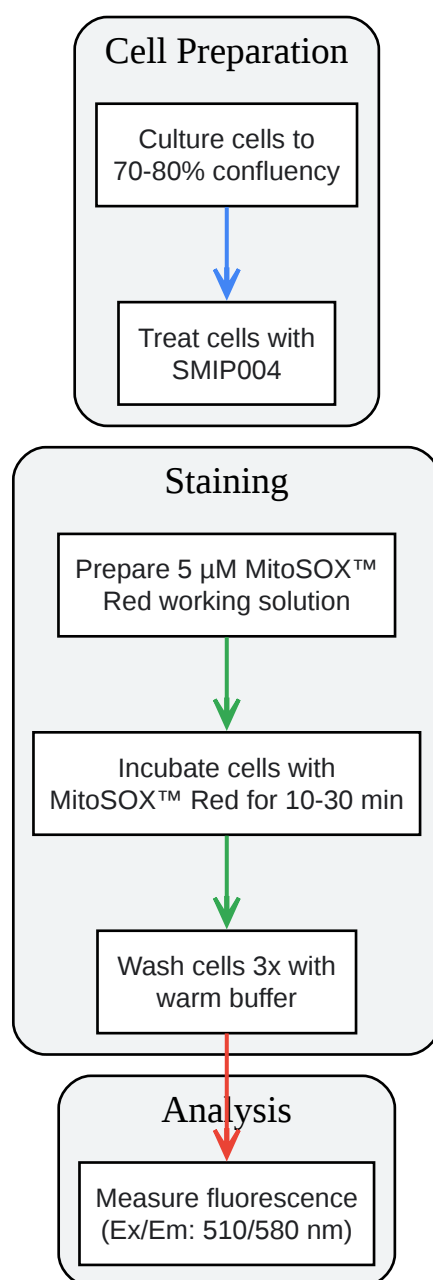 Cell Preparation
Culture cells to
70-80% confluency
Treat cells with
SMIP004
Staining
Prepare 5 µM MitoSOX™
Red working solution
Incubate cells with
MitoSOX™ Red for 10-30 min
Wash cells 3x with
warm buffer
Analysis
Measure fluorescence
(Ex/Em: 510/580 nm)